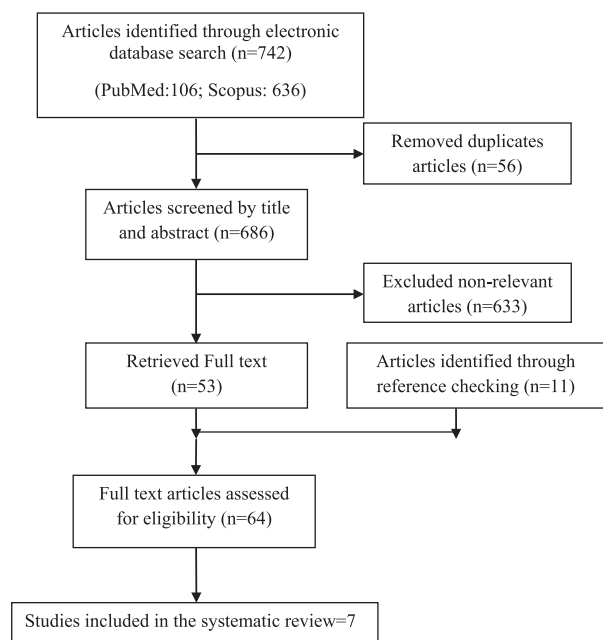 Articles identified through electronic
database search (n=742)
(PubMed:106; Scopus: 636)
Removed duplicates
articles (n=56)
Articles screened by title
and abstract (n=686)
Excluded non-relevant
articles (n=633)
Retrieved Full text
(n=53)
Articles identified through
reference checking (n=11)
Full text articles assessed
for eligibility (n=64)
Studies included in the systematic review=7